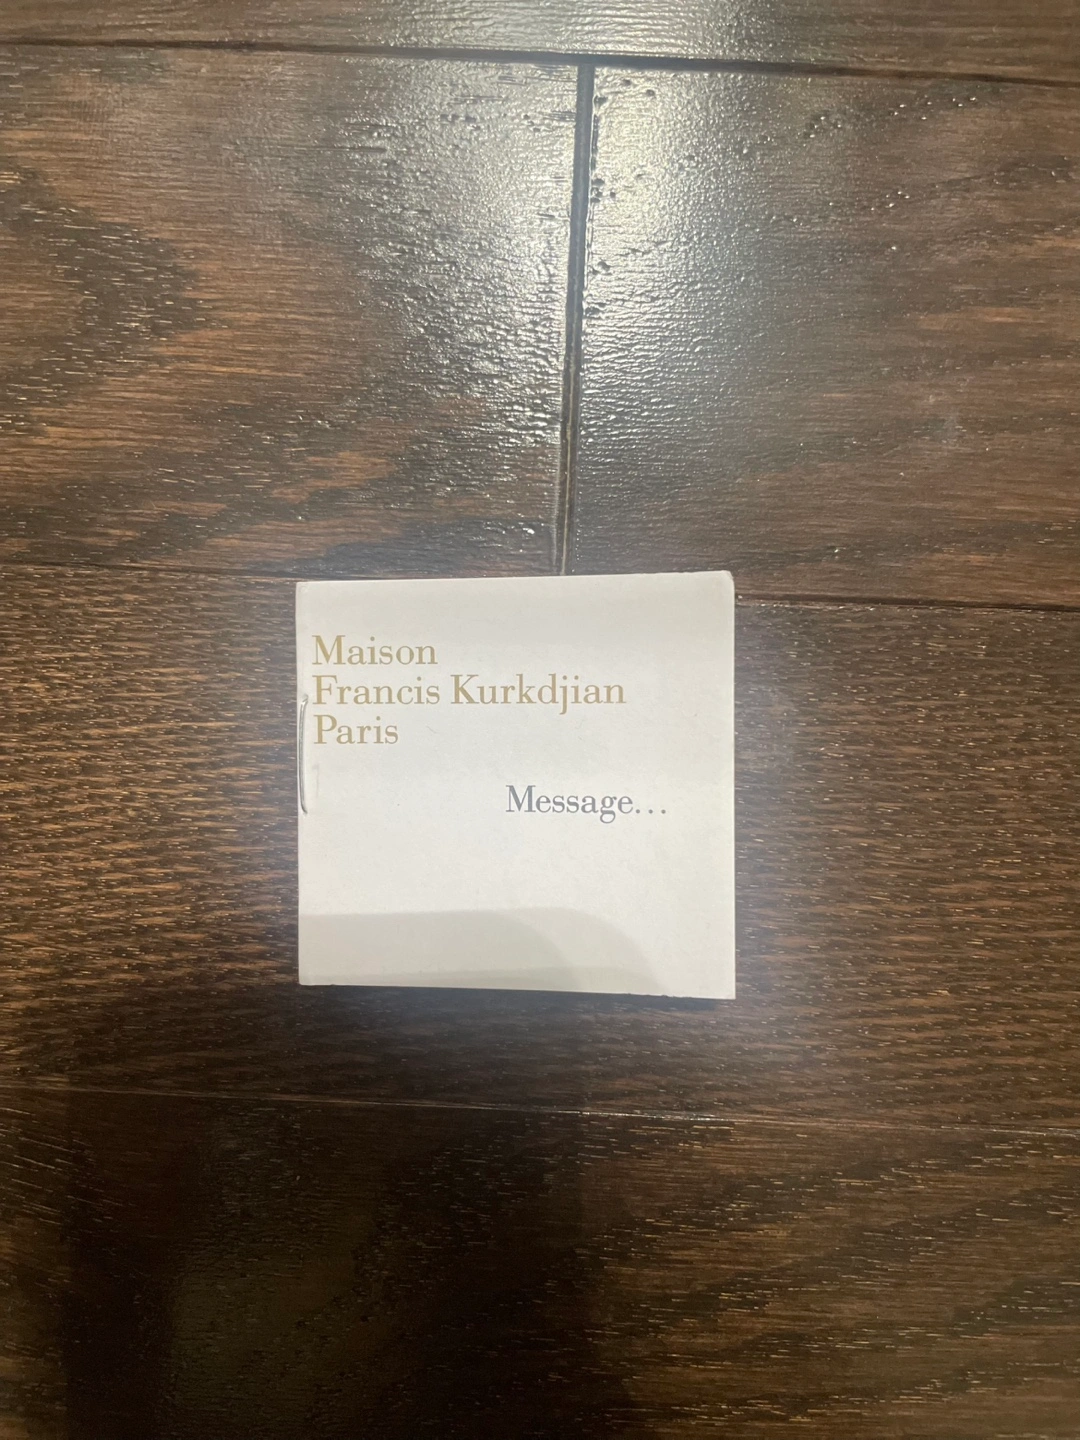 Maison
Francis Kurkdjian
Paris
Message...